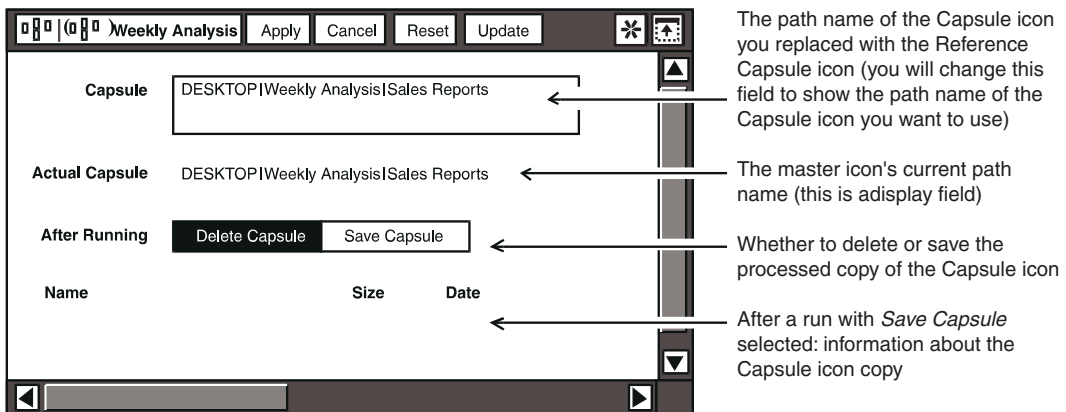 Weekly Analysis Apply Cancel Reset Update
Capsule DESKTOP|Weekly Analysis|Sales Reports
Actual Capsule DESKTOP|Weekly Analysis|Sales Reports
After Running Delete Capsule Save Capsule
Name Size Date
The path name of the Capsule icon
you replaced with the Reference
Capsule icon (you will change this
field to show the path name of the
Capsule icon you want to use)
The master icon's current path
name (this is adisplay field)
Whether to delete or save the
processed copy of the Capsule icon
After a run with Save Capsule
selected: information about the
Capsule icon copy